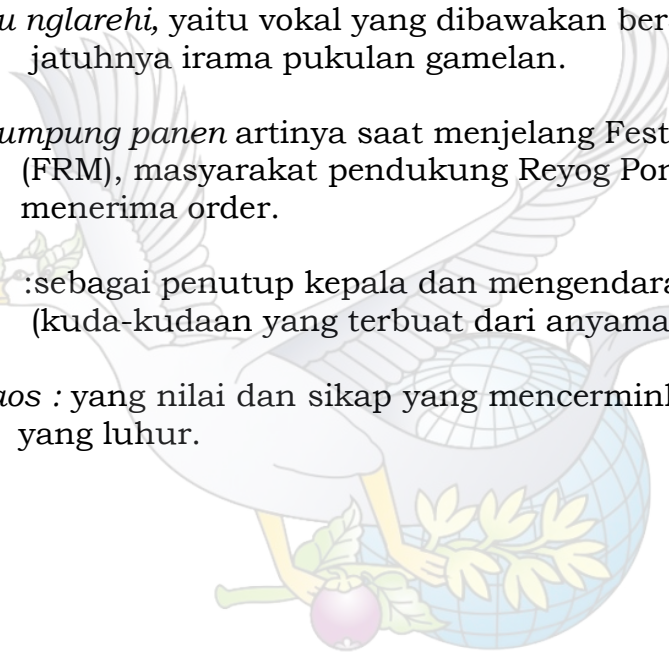 u nglarehi, yaitu vokal yang dibawakan ber
jatuhnya irama pukulan gamelan.
umpung panen artinya saat menjelang Fest
(FRM), masyarakat pendukung Reyog Pon
menerima order.
:sebagai penutup kepala dan mengendara
(kuda-kudaan yang terbuat dari anyama
aos : yang nilai dan sikap yang mencermin
yang luhur.